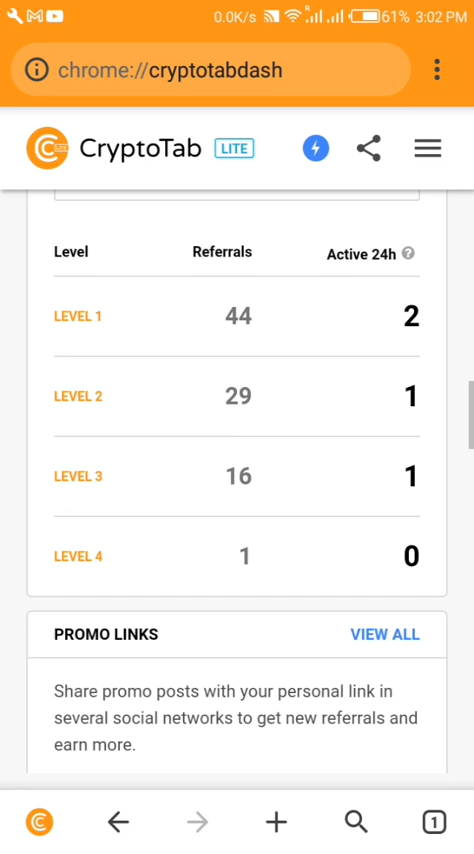 0.0K/s R 61% 3:02 PM
chrome://cryptotabdash
CryptoTab LITE
Level Referrals Active 24h ?
LEVEL 1 44 2
LEVEL 2 29 1
LEVEL 3 16 1
LEVEL 4 1 0
PROMO LINKS VIEW ALL
Share promo posts with your personal link in
several social networks to get new referrals and
earn more.
1